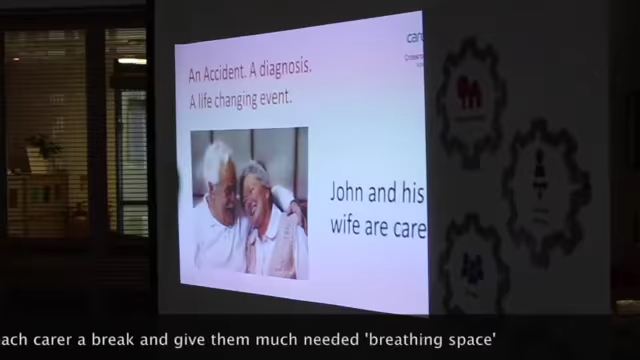 An Accident. A diagnosis.
A life changing event.
John and his
wife are care
ach carer a break and give them much needed 'breathing space'